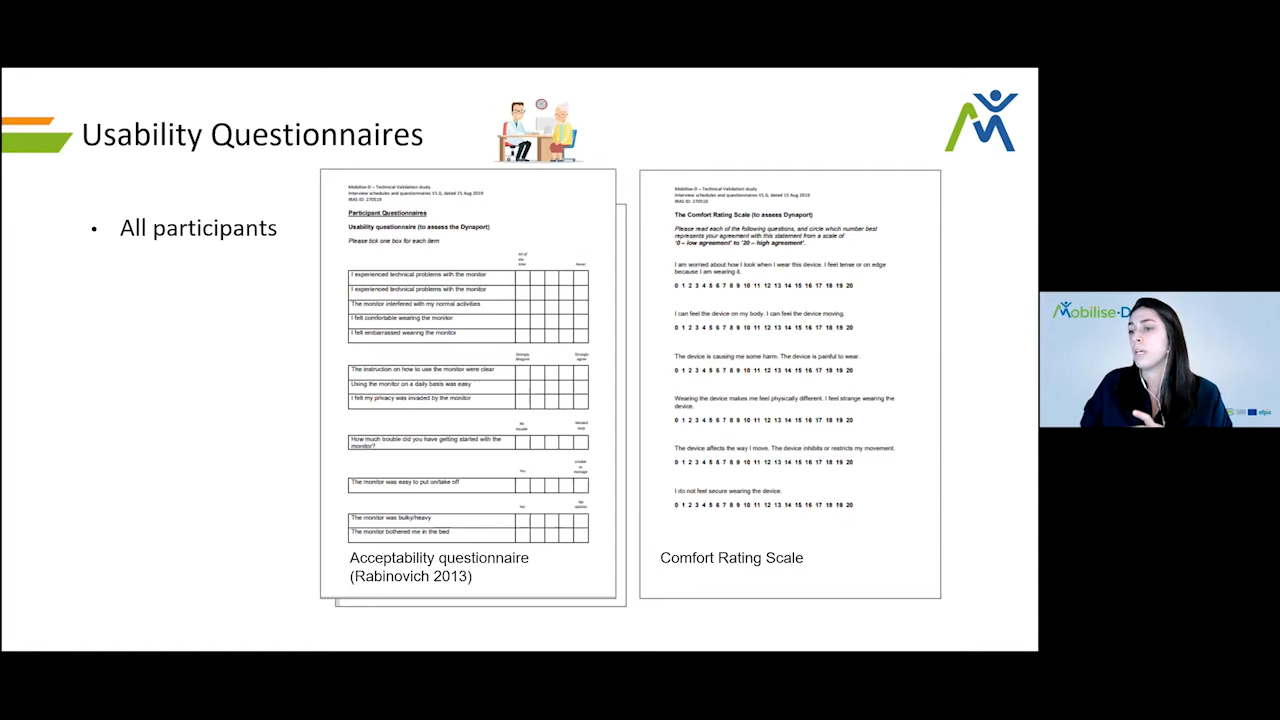 Usability Questionnaires
• All participants
Mobilise-D – Technical Validation study
Interview schedules and questionnaires V1.0, dated 15 Aug 2019
IRAS ID: 270518
Participant Questionnaires
Usability questionnaire (to assess the Dynaport)
Please tick one box for each item
All of
the
time
Never
I experienced technical problems with the monitor
I experienced technical problems with the monitor
The monitor interfered with my normal activities
I felt comfortable wearing the monitor
I felt embarrassed wearing the monitor
Strongly
disagree
Strongly
agree
The instruction on how to use the monitor were clear
Using the monitor on a daily basis was easy
I felt my privacy was invaded by the monitor
No
trouble
Needed
help
How much trouble did you have getting started with the
monitor?
Yes
Unable
to
manage
The monitor was easy to put on/take off
Yes
No
opinion
The monitor was bulky/heavy
The monitor bothered me in the bed
Acceptability questionnaire
(Rabinovich 2013)
Mobilise-D – Technical Validation study
Interview schedules and questionnaires V1.0, dated 15 Aug 2019
IRAS ID: 270518
The Comfort Rating Scale (to assess Dynaport)
Please read each of the following questions, and circle which number best
represents your agreement with this statement from a scale of
'0 – low agreement' to '20 – high agreement'.
I am worried about how I look when I wear this device. I feel tense or on edge
because I am wearing it.
0 1 2 3 4 5 6 7 8 9 10 11 12 13 14 15 16 17 18 19 20
I can feel the device on my body. I can feel the device moving.
0 1 2 3 4 5 6 7 8 9 10 11 12 13 14 15 16 17 18 19 20
The device is causing me some harm. The device is painful to wear.
0 1 2 3 4 5 6 7 8 9 10 11 12 13 14 15 16 17 18 19 20
Wearing the device makes me feel physically different. I feel strange wearing the
device.
0 1 2 3 4 5 6 7 8 9 10 11 12 13 14 15 16 17 18 19 20
The device affects the way I move. The device inhibits or restricts my movement.
0 1 2 3 4 5 6 7 8 9 10 11 12 13 14 15 16 17 18 19 20
I do not feel secure wearing the device.
0 1 2 3 4 5 6 7 8 9 10 11 12 13 14 15 16 17 18 19 20
Comfort Rating Scale
Mobilise-D
efpia